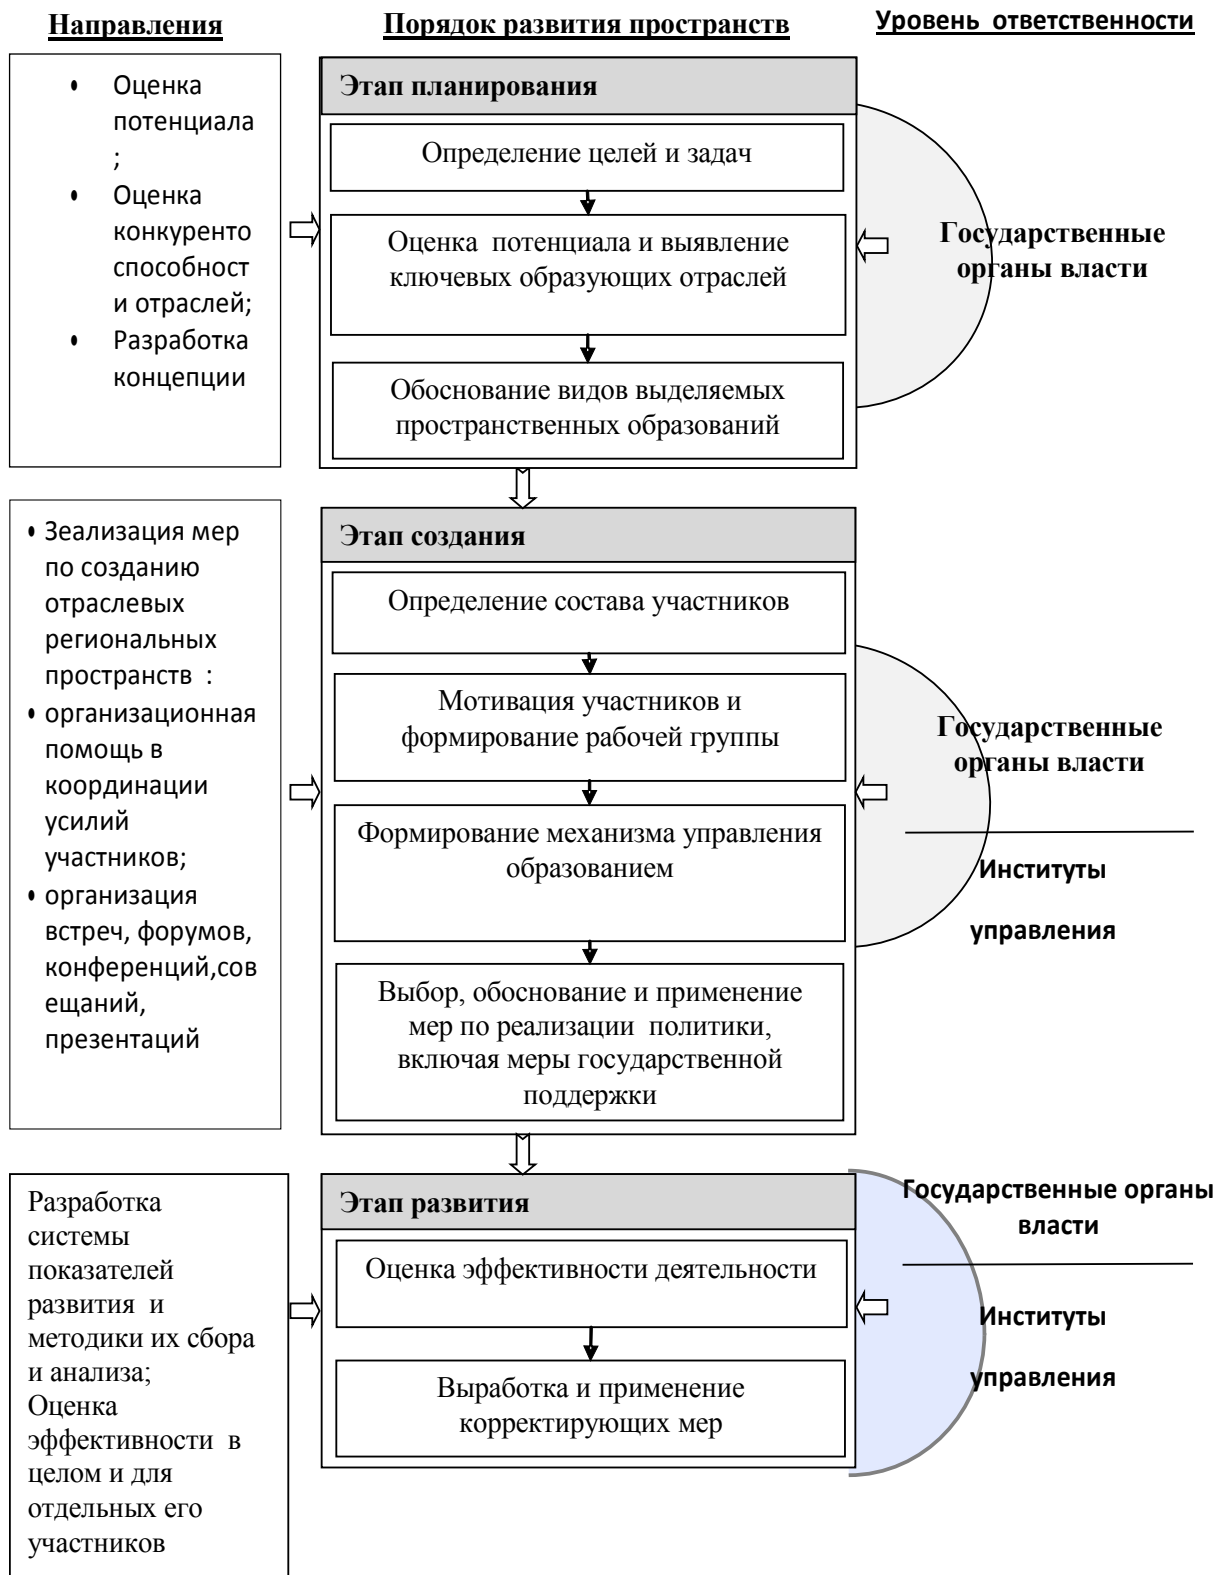 Направления
Порядок развития пространств
Уровень ответственности
• Оценка
потенциала
;
• Оценка
конкуренто
способност
и отраслей;
• Разработка
концепции
Этап планирования
Определение целей и задач
Оценка потенциала и выявление
ключевых образующих отраслей
Обоснование видов выделяемых
пространственных образований
Государственные
органы власти
• Зеализация мер
по созданию
отраслевых
региональных
пространств :
• организационная
помощь в
координации
усилий
участников;
• организация
встреч, форумов,
конференций,сов
ещаний,
презентаций
Этап создания
Определение состава участников
Мотивация участников и
формирование рабочей группы
Формирование механизма управления
образованием
Выбор, обоснование и применение
мер по реализации политики,
включая меры государственной
поддержки
Государственные
органы власти
Институты
управления
Разработка
системы
показателей
развития и
методики их сбора
и анализа;
Оценка
эффективности в
целом и для
отдельных его
участников
Этап развития
Оценка эффективности деятельности
Выработка и применение
корректирующих мер
Государственные органы
власти
Институты
управления